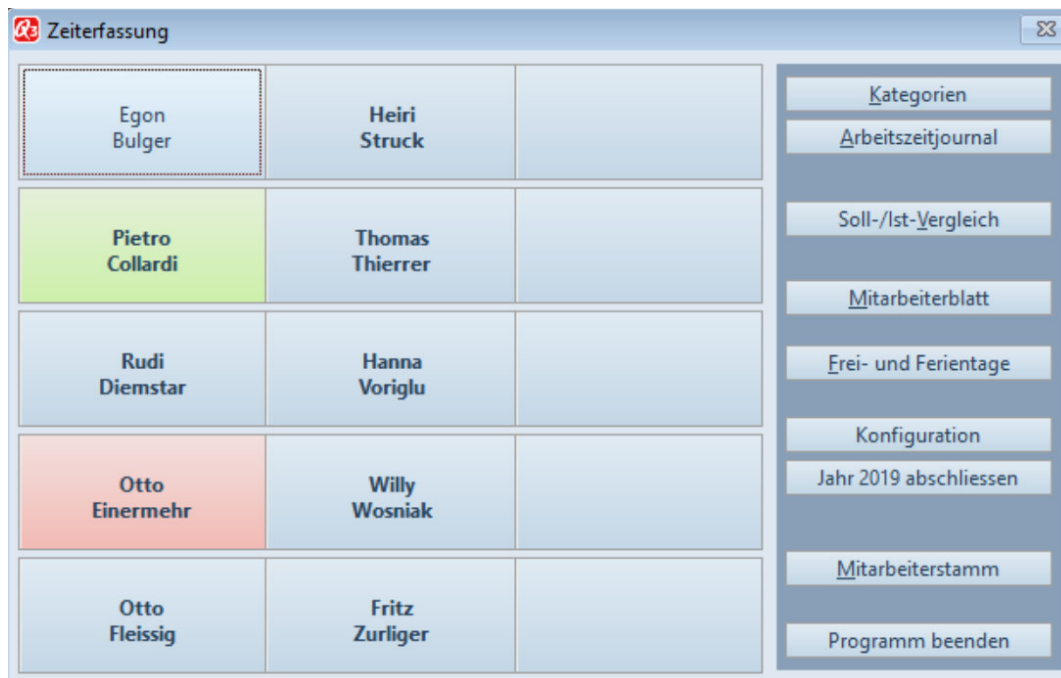 Zeiterfassung
Egon
Bulger
Heiri
Struck
Pietro
Collardi
Thomas
Thierrer
Rudi
Diemstar
Hanna
Voriglu
Otto
Einermehr
Willy
Wosniak
Otto
Fleissig
Fritz
Zurliger
Kategorien
Arbeitszeitjournal
Soll-/Ist-Vergleich
Mitarbeiterblatt
Frei- und Ferientage
Konfiguration
Jahr 2019 abschliessen
Mitarbeiterstamm
Programm beenden